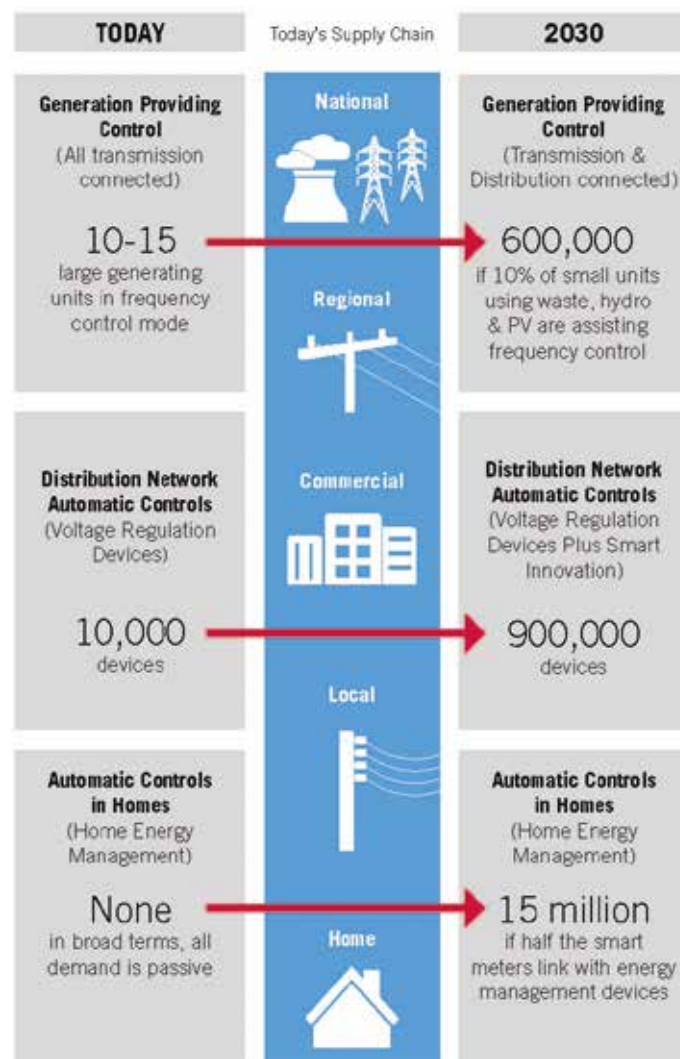 TODAY
Today's Supply Chain
2030
Generation Providing
Control
(All transmission
connected)
10-15
large generating
units in frequency
control mode
National
Regional
Generation Providing
Control
(Transmission &
Distribution connected)
600,000
if 10% of small units
using waste, hydro
& PV are assisting
frequency control
Distribution Network
Automatic Controls
(Voltage Regulation
Devices)
10,000
devices
Commercial
Local
Distribution Network
Automatic Controls
(Voltage Regulation
Devices Plus Smart
Innovation)
900,000
devices
Automatic Controls
in Homes
(Home Energy
Management)
None
in broad terms, all
demand is passive
Home
Automatic Controls
in Homes
(Home Energy
Management)
15 million
if half the smart
meters link with energy
management devices